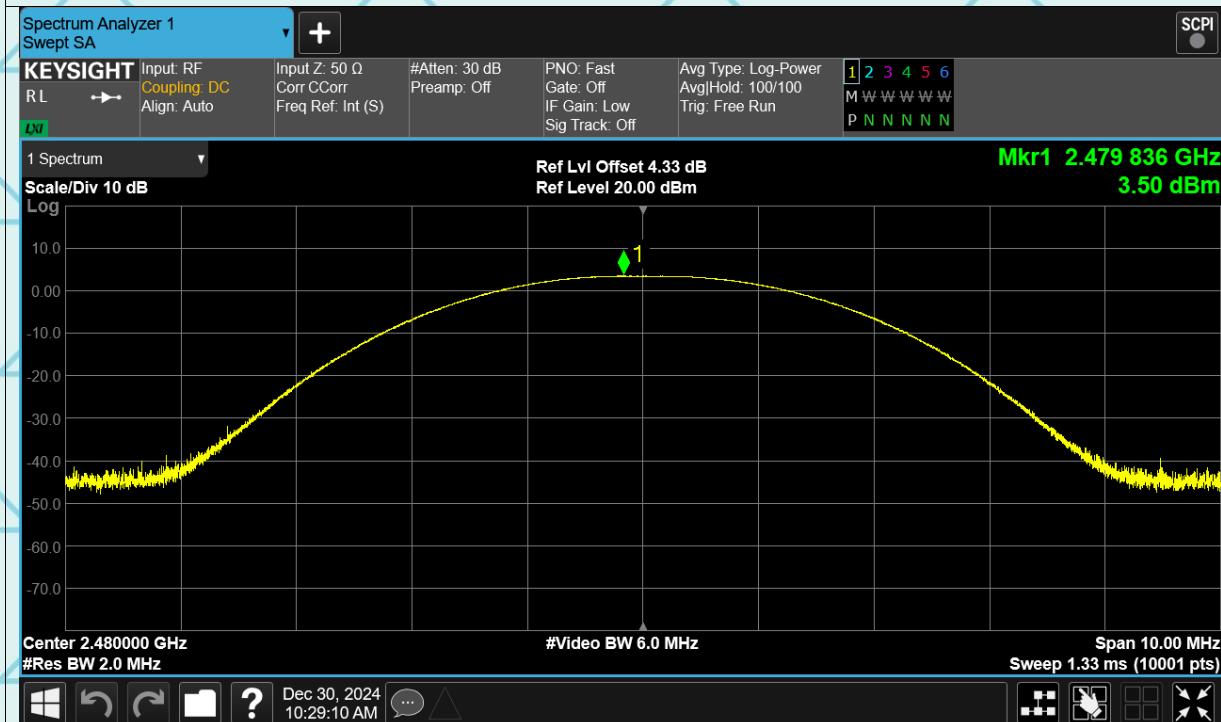 Spectrum Analyzer 1
Swept SA
+
SCPI
KEYSIGHT
RL
LXI
Input: RF
Coupling: DC
Align: Auto
Input Z: 50 Ω
Corr CCorr
Freq Ref: Int (S)
#Atten: 30 dB
Preamp: Off
PNO: Fast
Gate: Off
IF Gain: Low
Sig Track: Off
Avg Type: Log-Power
Avg|Hold: 100/100
Trig: Free Run
1 2 3 4 5 6
M W W W W W
P N N N N N
1 Spectrum
Scale/Div 10 dB
Log
Ref Lvl Offset 4.33 dB
Ref Level 20.00 dBm
Mkr1 2.479 836 GHz
3.50 dBm
1
10.0
0.00
-10.0
-20.0
-30.0
-40.0
-50.0
-60.0
-70.0
Center 2.480000 GHz
#Video BW 6.0 MHz
Span 10.00 MHz
#Res BW 2.0 MHz
Sweep 1.33 ms (10001 pts)
?
Dec 30, 2024
10:29:10 AM